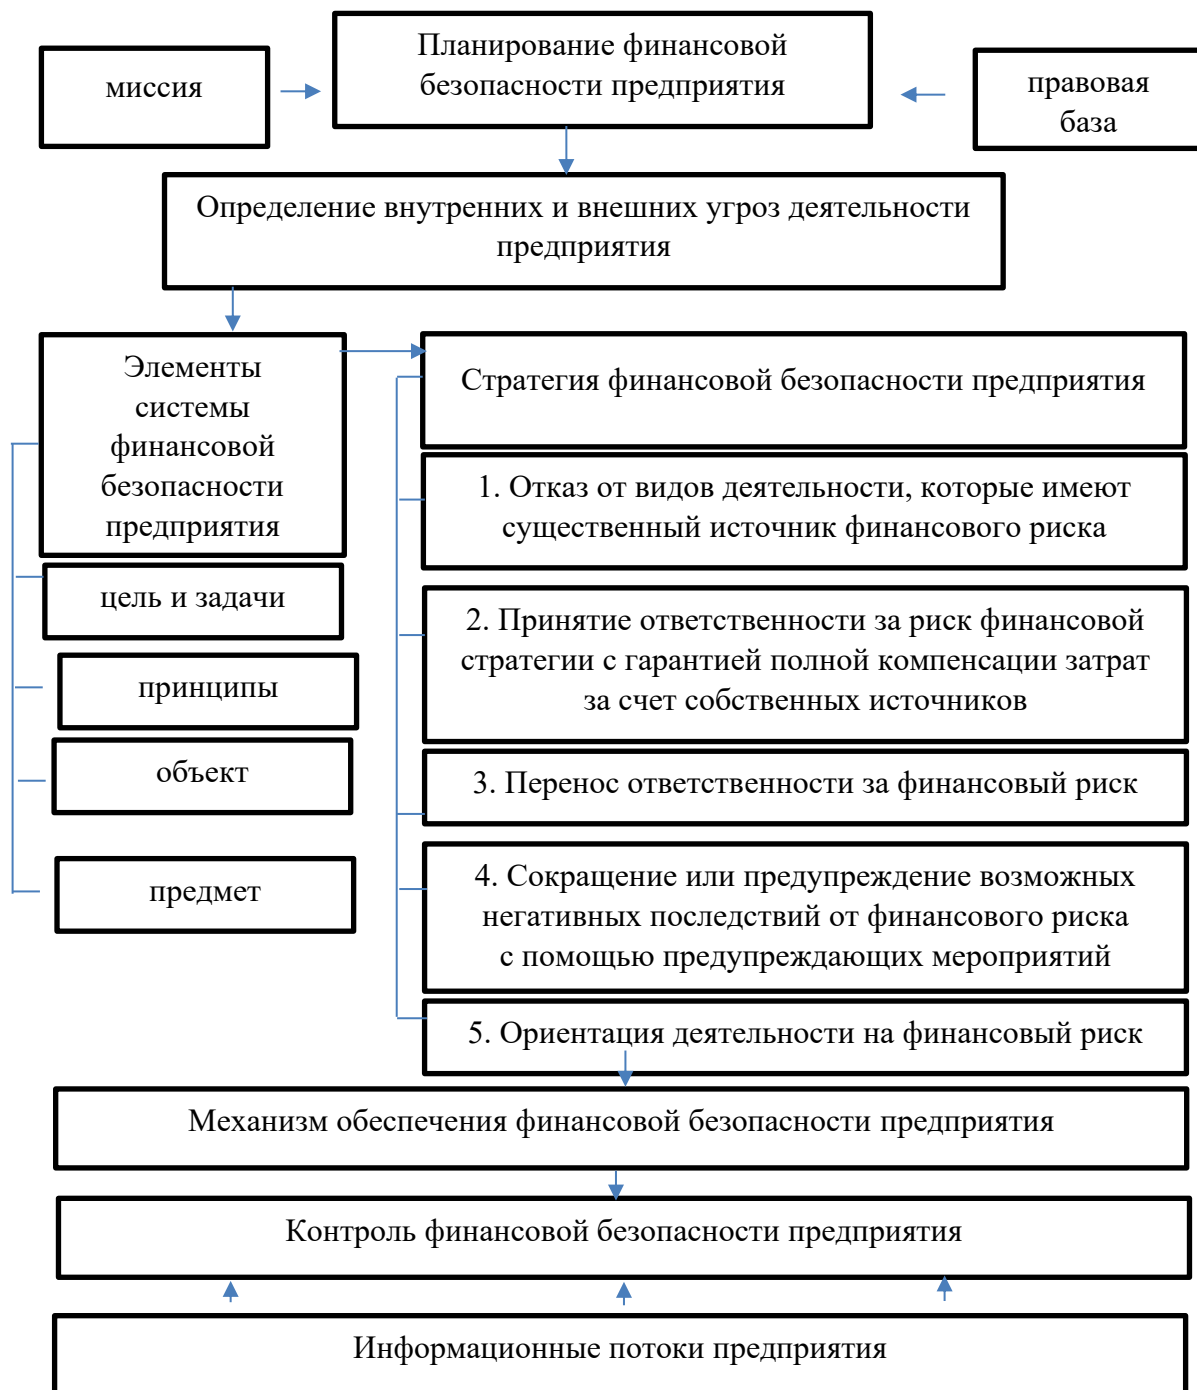 миссия
Планирование финансовой
безопасности предприятия
правовая
база
Определение внутренних и внешних угроз деятельности
предприятия
Элементы
системы
финансовой
безопасности
предприятия
цель и задачи
принципы
объект
предмет
Стратегия финансовой безопасности предприятия
1. Отказ от видов деятельности, которые имеют
существенный источник финансового риска
2. Принятие ответственности за риск финансовой
стратегии с гарантией полной компенсации затрат
за счет собственных источников
3. Перенос ответственности за финансовый риск
4. Сокращение или предупреждение возможных
негативных последствий от финансового риска
с помощью предупреждающих мероприятий
5. Ориентация деятельности на финансовый риск
Механизм обеспечения финансовой безопасности предприятия
Контроль финансовой безопасности предприятия
Информационные потоки предприятия